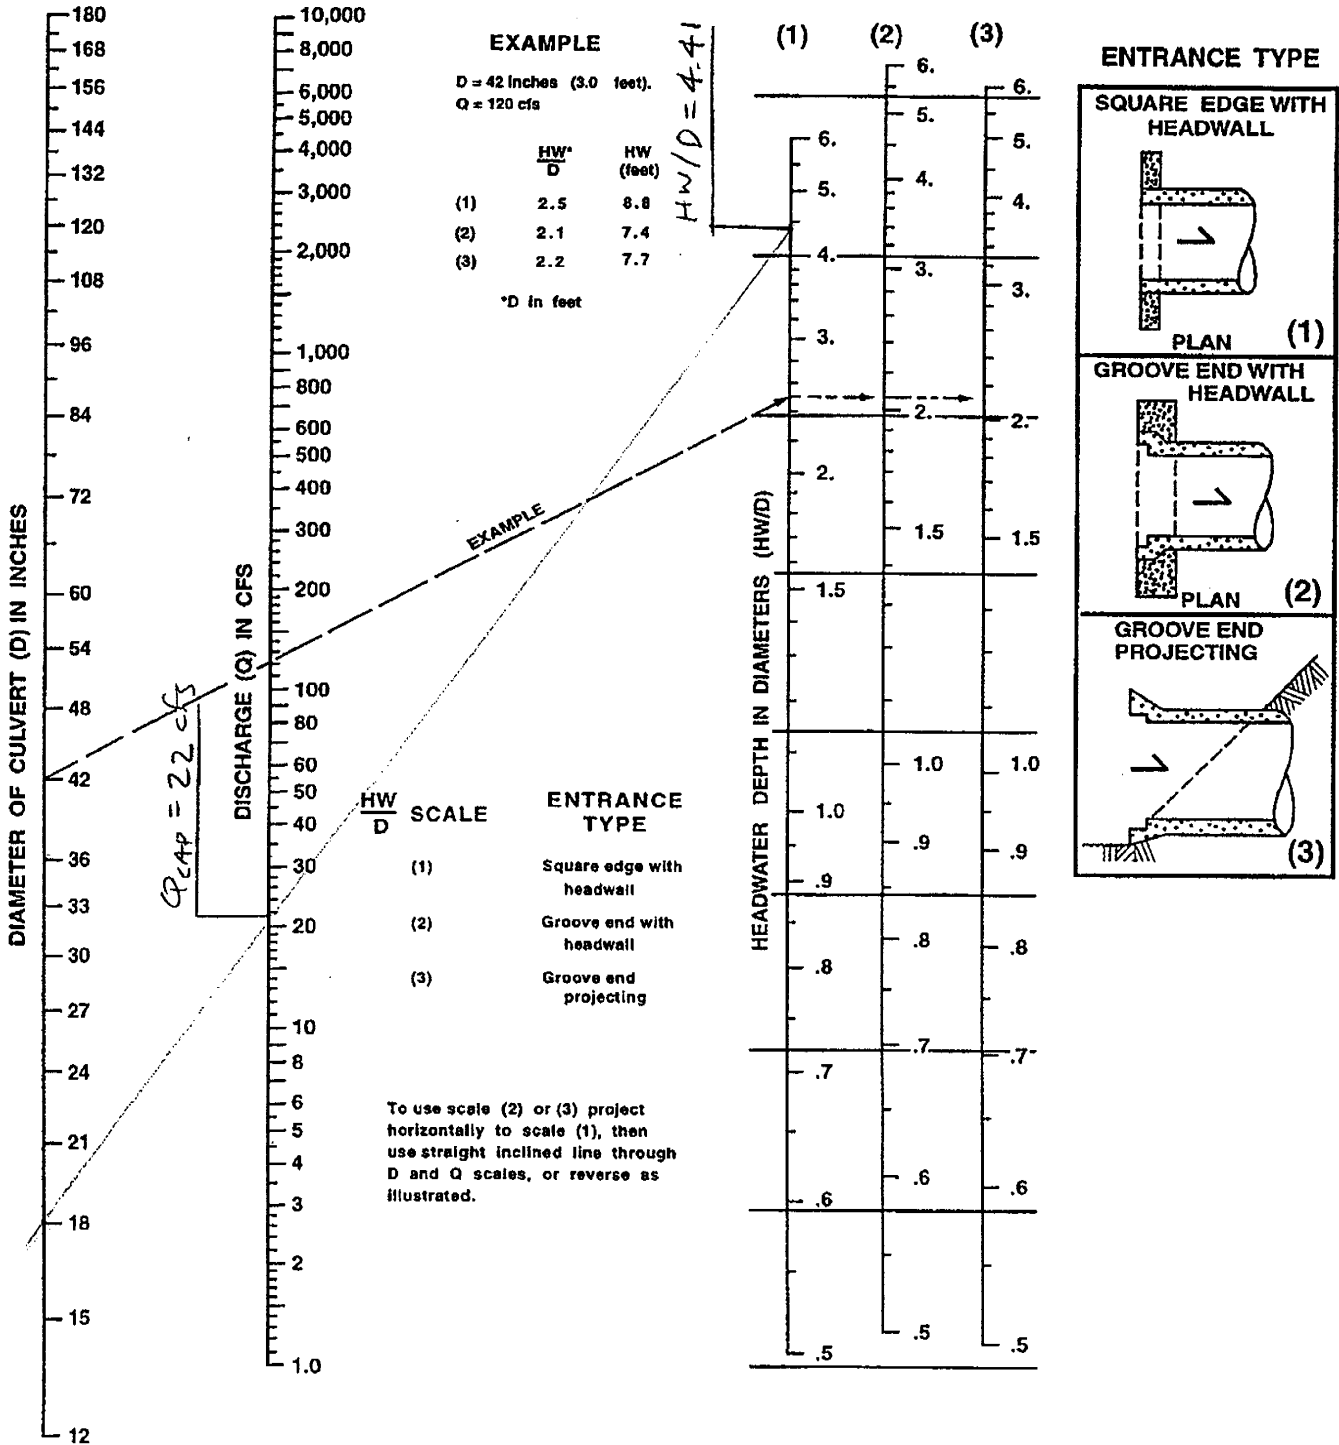 180
168
156
144
132
120
108
96
84
72
60
54
48
42
36
33
30
27
24
21
18
15
12
DIAMETER OF CULVERT (D) IN INCHES
10,000
8,000
6,000
5,000
4,000
3,000
2,000
1,000
800
600
500
400
300
200
100
80
60
50
40
30
20
10
8
6
5
4
3
2
1.0
DISCHARGE (Q) IN CFS
QCAP = 22 cfs
EXAMPLE
D = 42 inches (3.0 feet).
Q = 120 cfs
HW* HW
D (feet)
(1) 2.5 8.8
(2) 2.1 7.4
(3) 2.2 7.7
*D in feet
HW/D = 4.41
EXAMPLE
HW SCALE ENTRANCE
D TYPE
(1) Square edge with
headwall
(2) Groove end with
headwall
(3) Groove end
projecting
To use scale (2) or (3) project
horizontally to scale (1), then
use straight inclined line through
D and Q scales, or reverse as
illustrated.
HEADWATER DEPTH IN DIAMETERS (HW/D)
(1)
6.
5.
4.
3.
2.
1.5
1.0
.9
.8
.7
.6
.5
(2)
6.
5.
4.
3.
2.
1.5
1.0
.9
.8
.7
.6
.5
(3)
6.
5.
4.
3.
2.
1.5
1.0
.9
.8
.7
.6
.5
ENTRANCE TYPE
SQUARE EDGE WITH
HEADWALL
PLAN
(1)
GROOVE END WITH
HEADWALL
PLAN
(2)
GROOVE END
PROJECTING
(3)